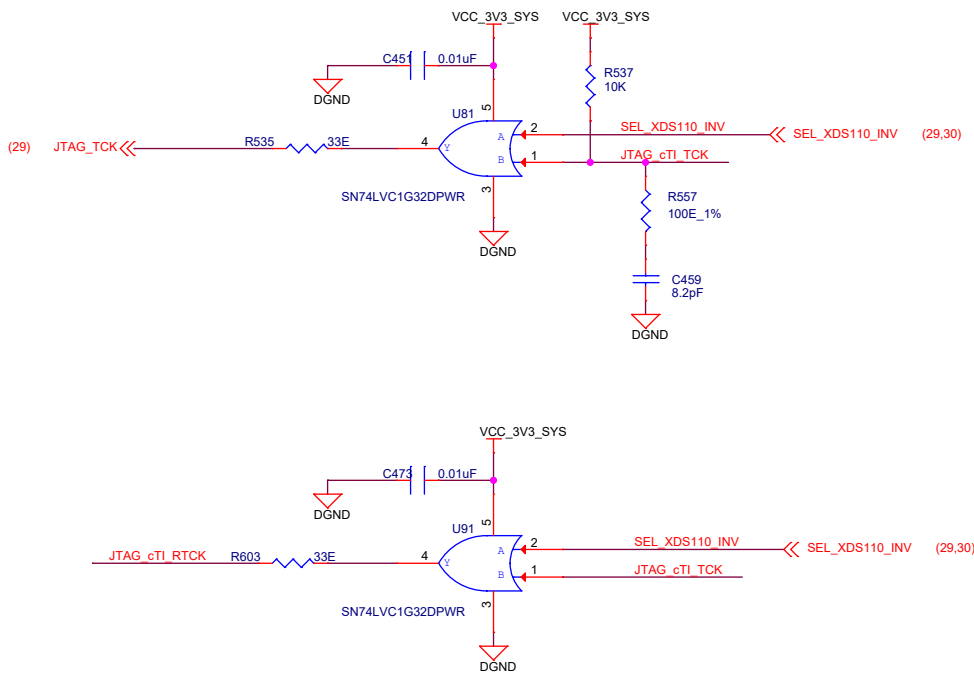 VCC_3V3_SYS
VCC_3V3_SYS
C451
0.01uF
R537
10K
DGND
5
U81
SEL_XDS110_INV
SEL_XDS110_INV
(29,30)
2
A
(29)
JTAG_TCK
R535
33E
4
Y
B
1
JTAG_cTI_TCK
3
SN74LVC1G32DPWR
R557
100E_1%
DGND
C459
8.2pF
DGND
VCC_3V3_SYS
C473
0.01uF
DGND
5
U91
SEL_XDS110_INV
SEL_XDS110_INV
(29,30)
2
A
JTAG_cTI_RTCK
R603
33E
4
Y
B
1
JTAG_cTI_TCK
3
SN74LVC1G32DPWR
DGND